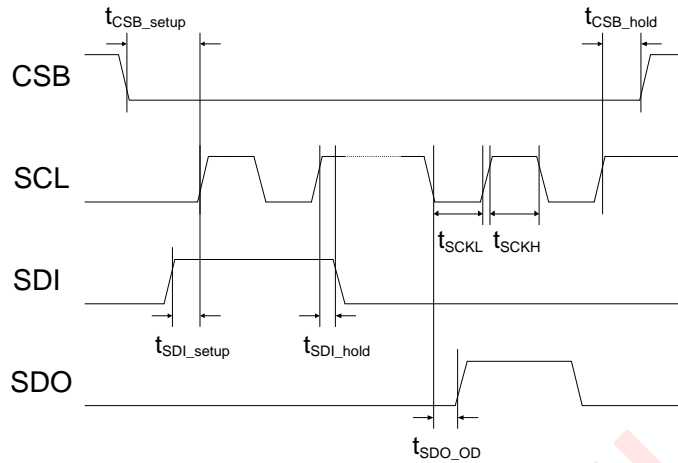 tCSB_setup
tCSB_hold
CSB
SCL
tSCKL
tSCKH
SDI
tSDI_setup
tSDI_hold
SDO
tSDO_OD